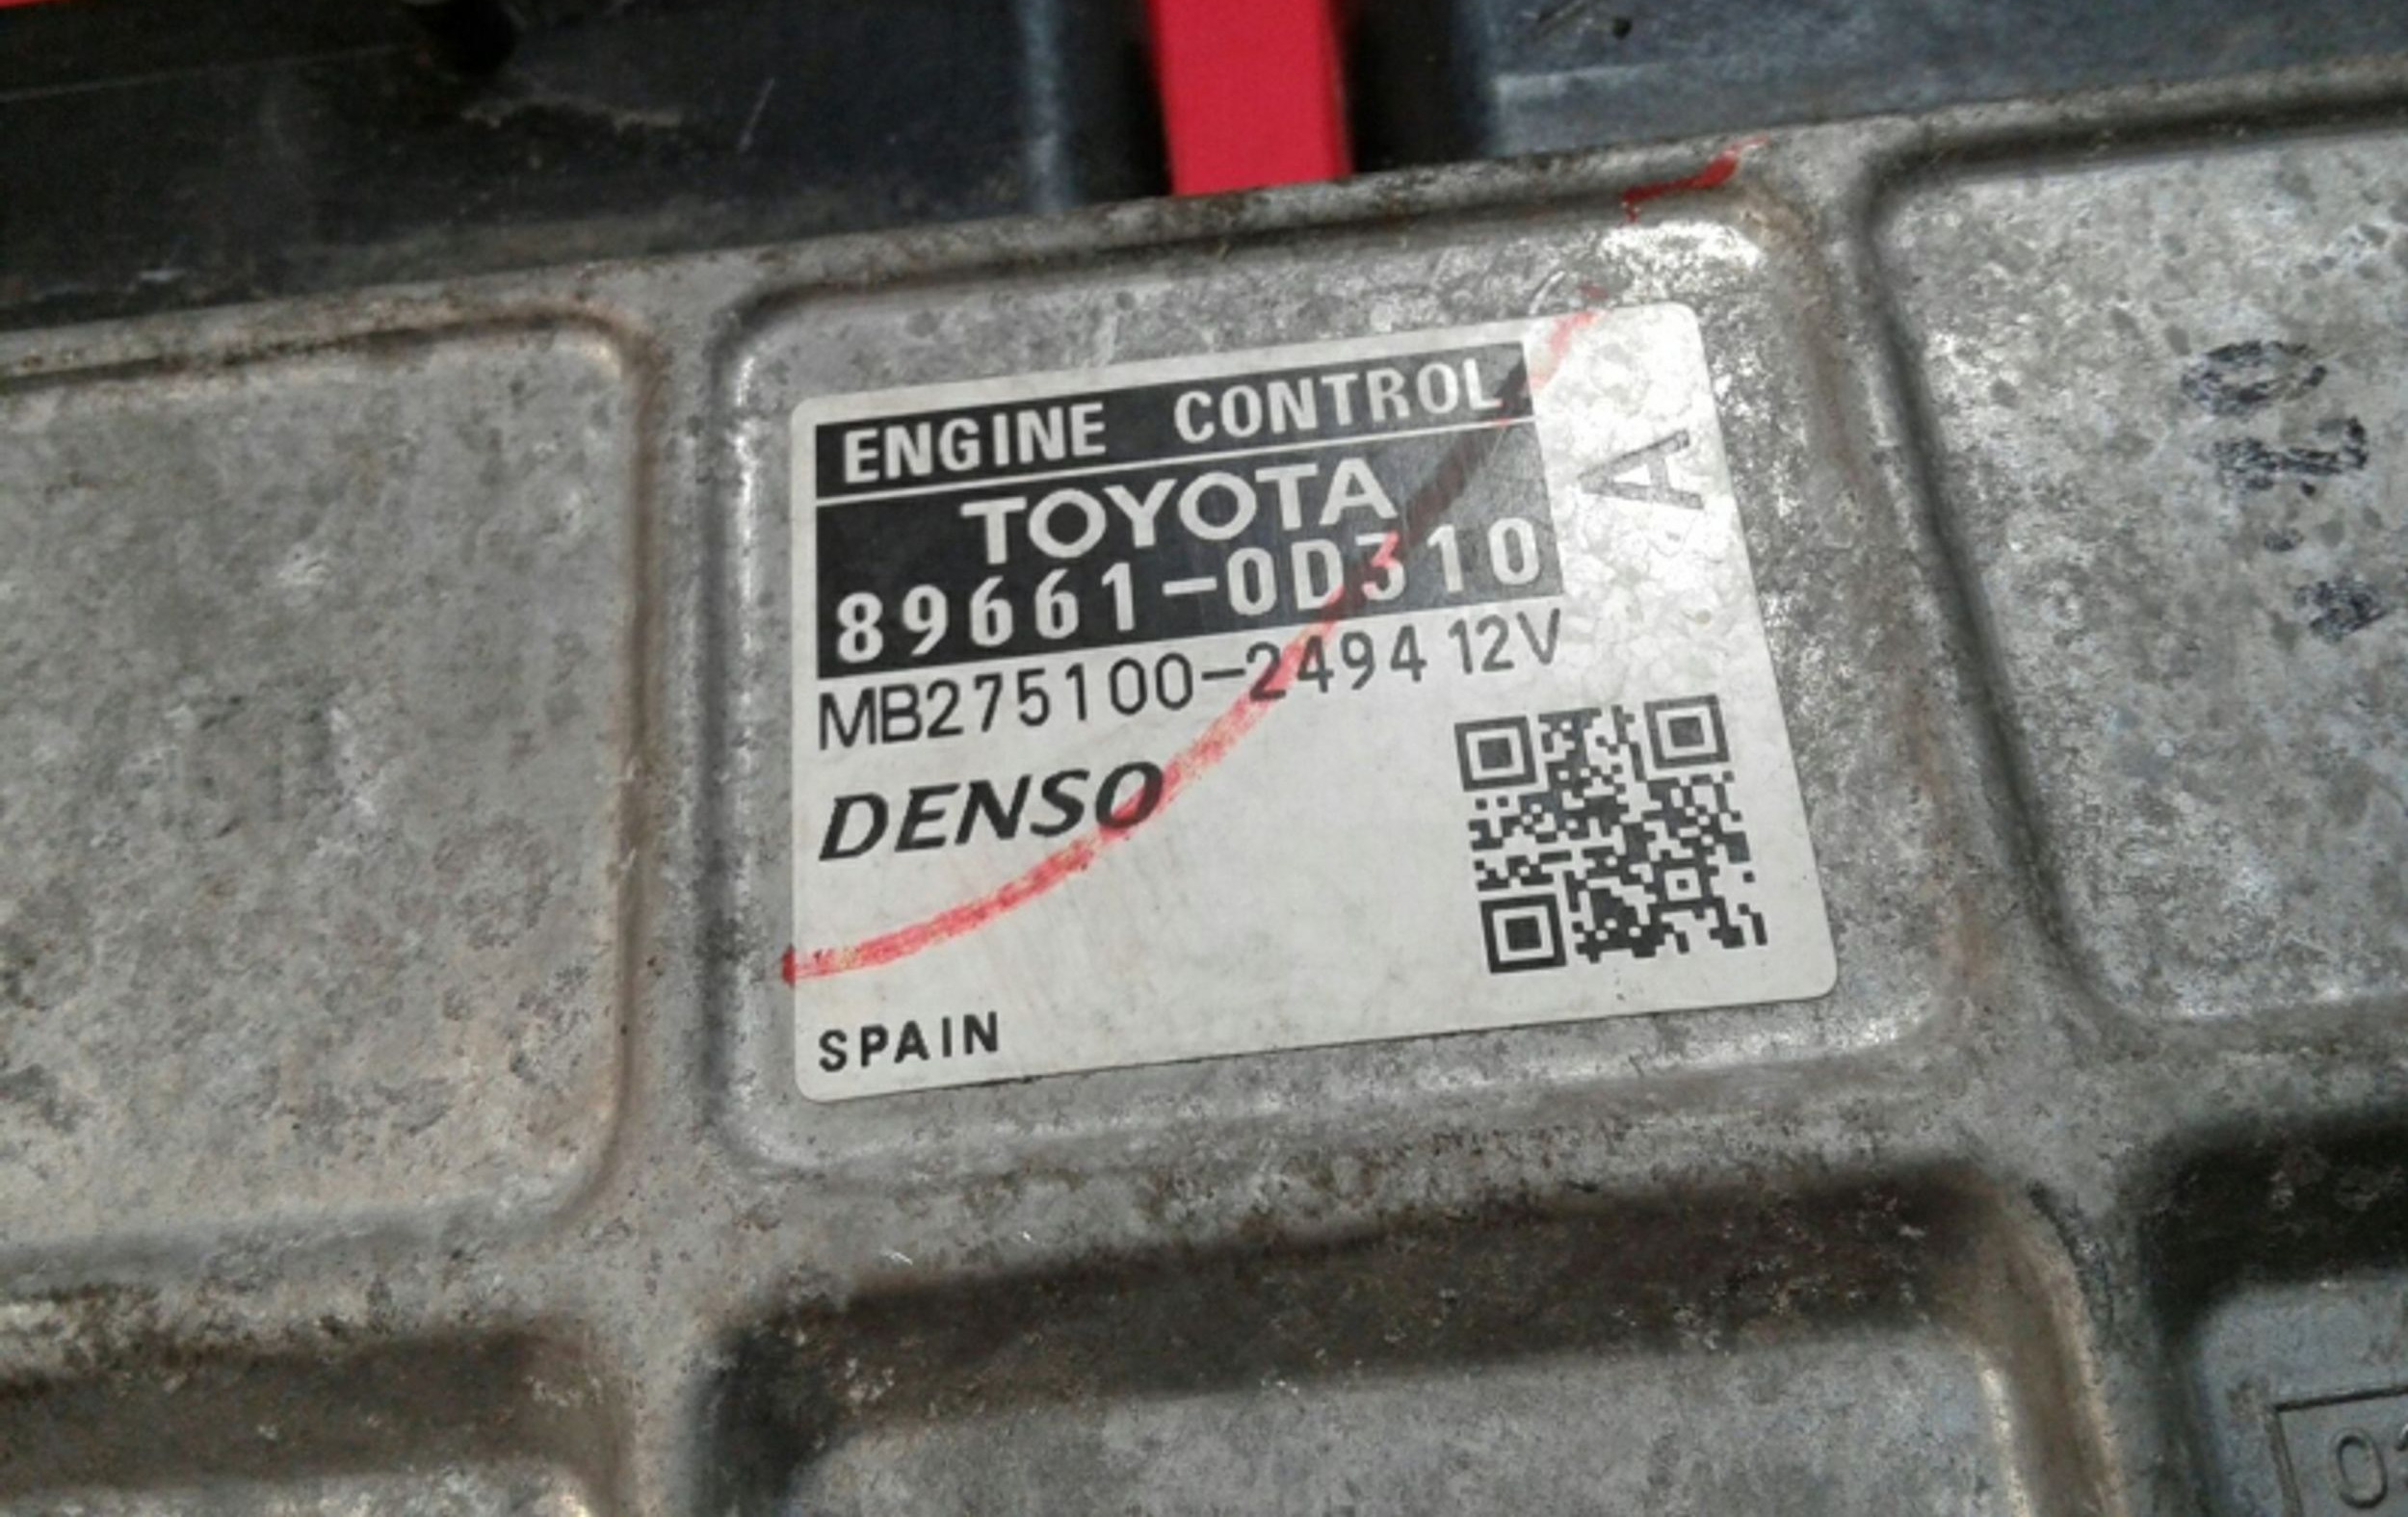 ENGINE CONTROL
TOYOTA
89661-0D310
MB275100-2494 12V
DENSO
SPAIN
A